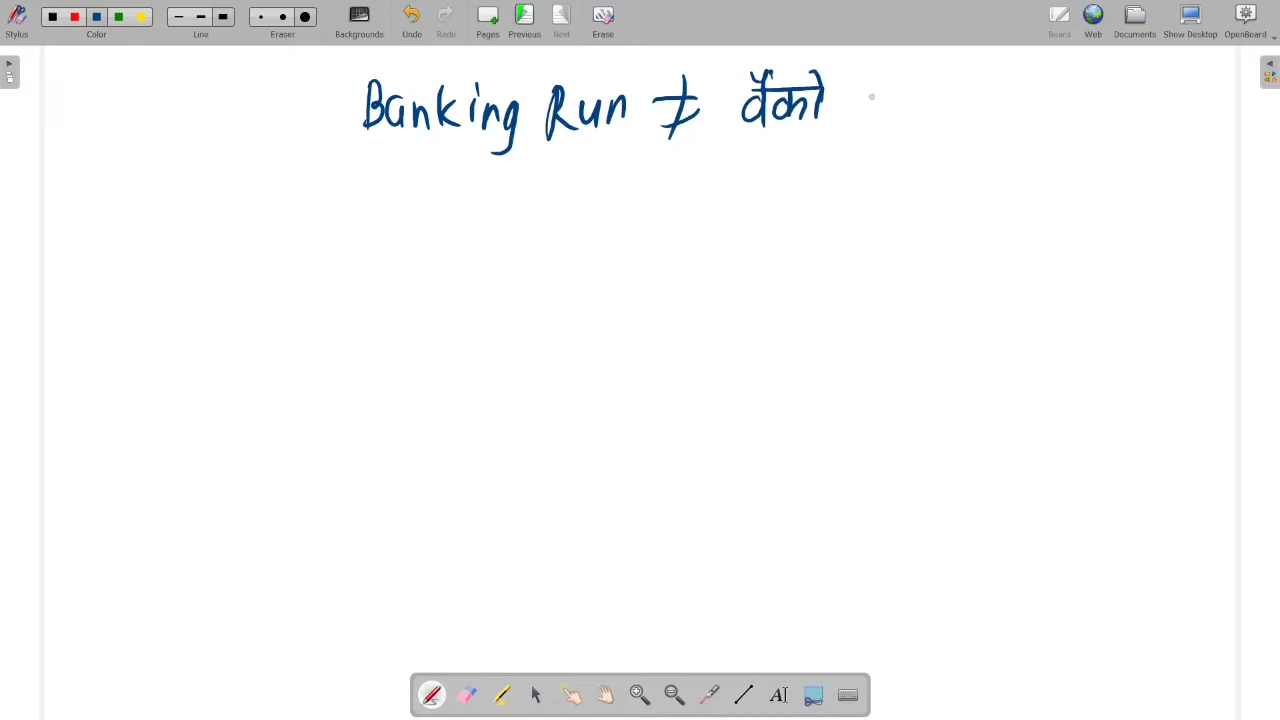 Stylus
Color
Line
Eraser
Backgrounds
Undo
Redo
Pages
Previous
Next
Erase
Board
Web
Documents
Show Desktop
OpenBoard
Banking Run ≠ बैंको